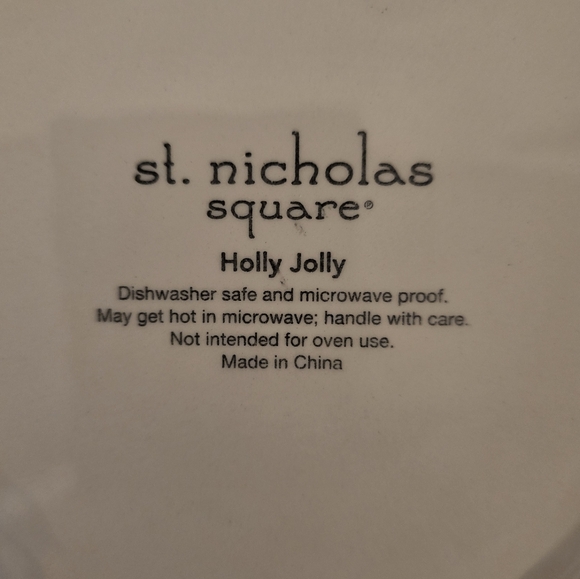 st. nicholas
square®
Holly Jolly
Dishwasher safe and microwave proof.
May get hot in microwave; handle with care.
Not intended for oven use.
Made in China